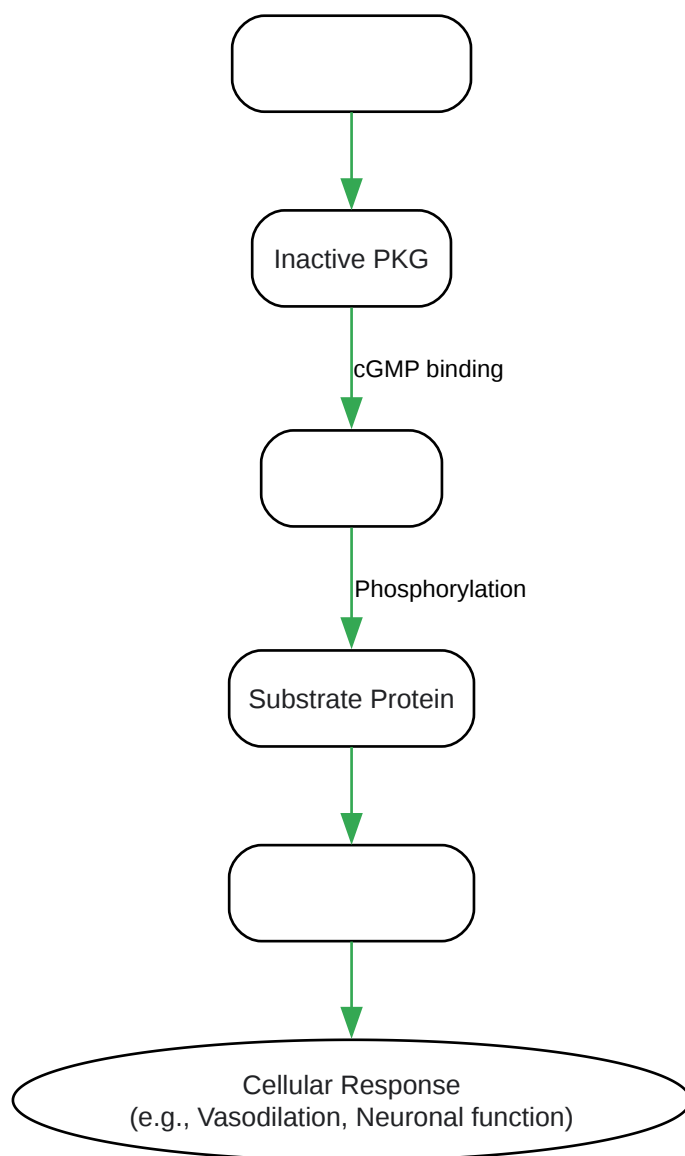 Inactive PKG
cGMP binding
Phosphorylation
Substrate Protein
Cellular Response
(e.g., Vasodilation, Neuronal function)